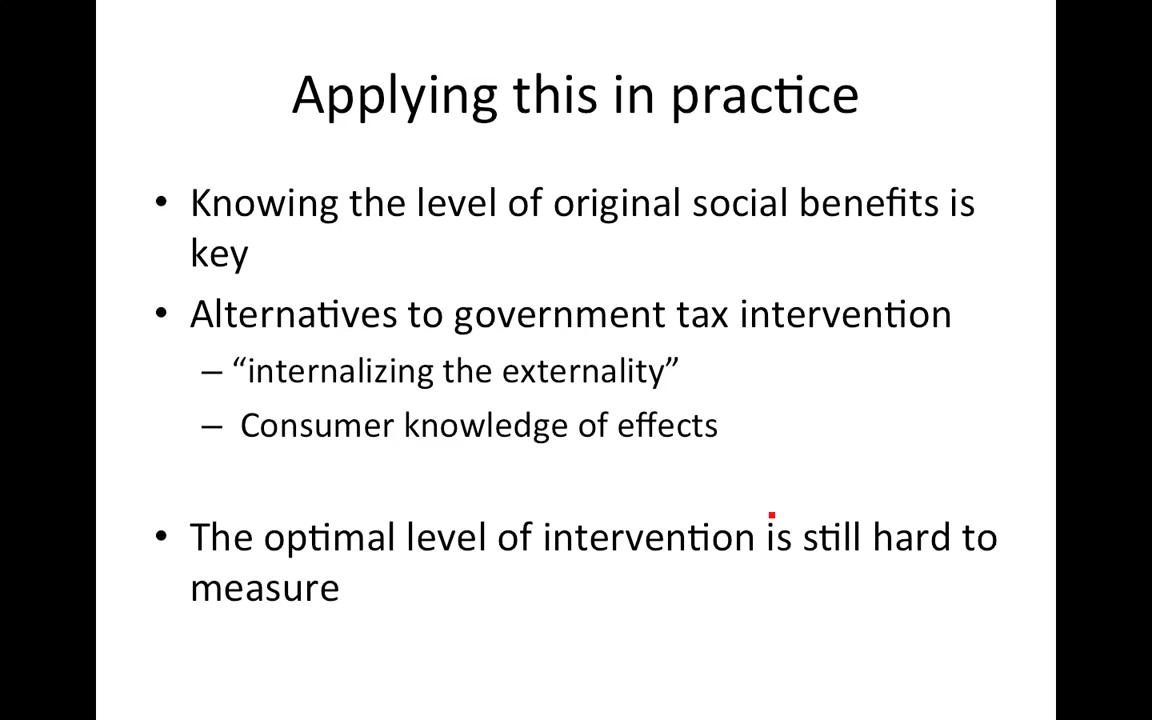 Applying this in practice
• Knowing the level of original social benefits is
key
• Alternatives to government tax intervention
– “internalizing the externality”
– Consumer knowledge of effects
• The optimal level of intervention is still hard to
measure